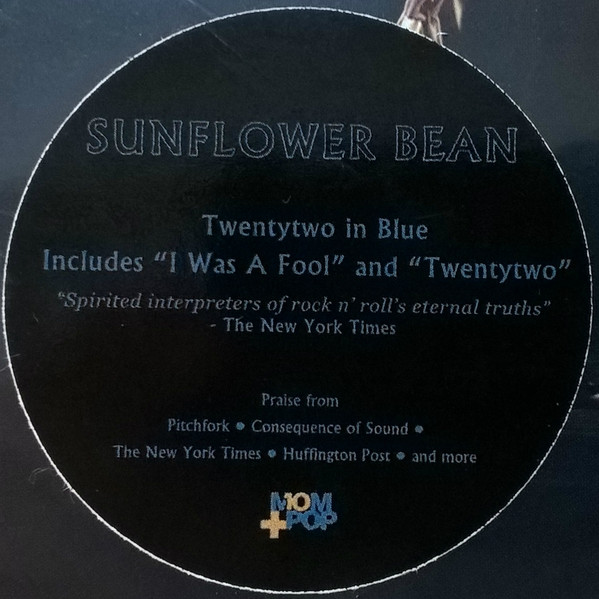 SUNFLOWER BEAN
Twentytwo in Blue
Includes “I Was A Fool” and “Twentytwo”
“Spirited interpreters of rock n’ roll’s eternal truths”
- The New York Times
Praise from
Pitchfork • Consequence of Sound •
The New York Times • Huffington Post • and more
M10M
+POP